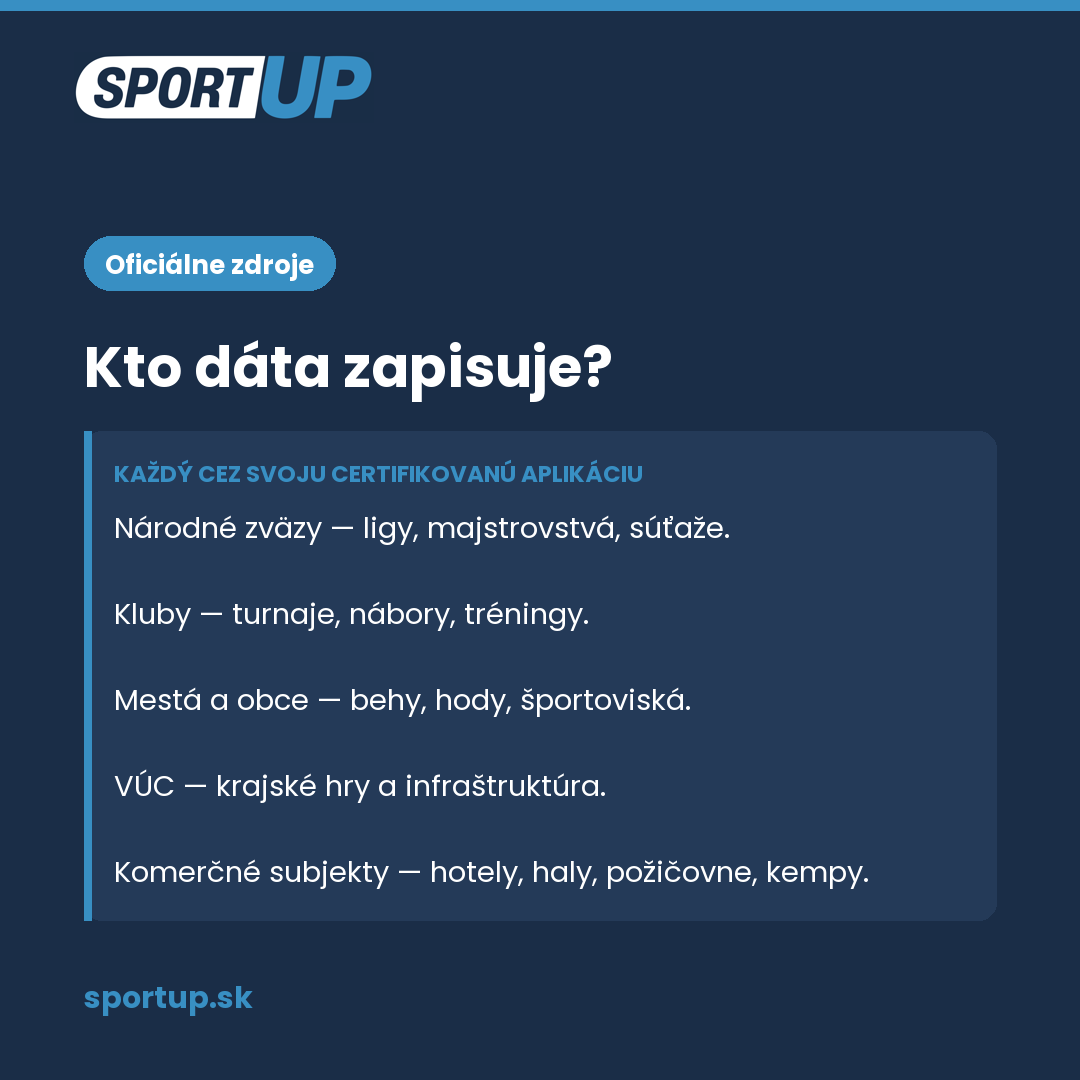 SPORTUP
Oficiálne zdroje
Kto dáta zapisuje?
KAŽDÝ CEZ SVOJU CERTIFIKOVANÚ APLIKÁCIU
Národné zväzy — ligy, majstrovstvá, súťaže.
Kluby — turnaje, nábory, tréningy.
Mestá a obce — behy, hody, športoviská.
VÚC — krajské hry a infraštruktúra.
Komerčné subjekty — hotely, haly, požičovne, kempy.
sportup.sk